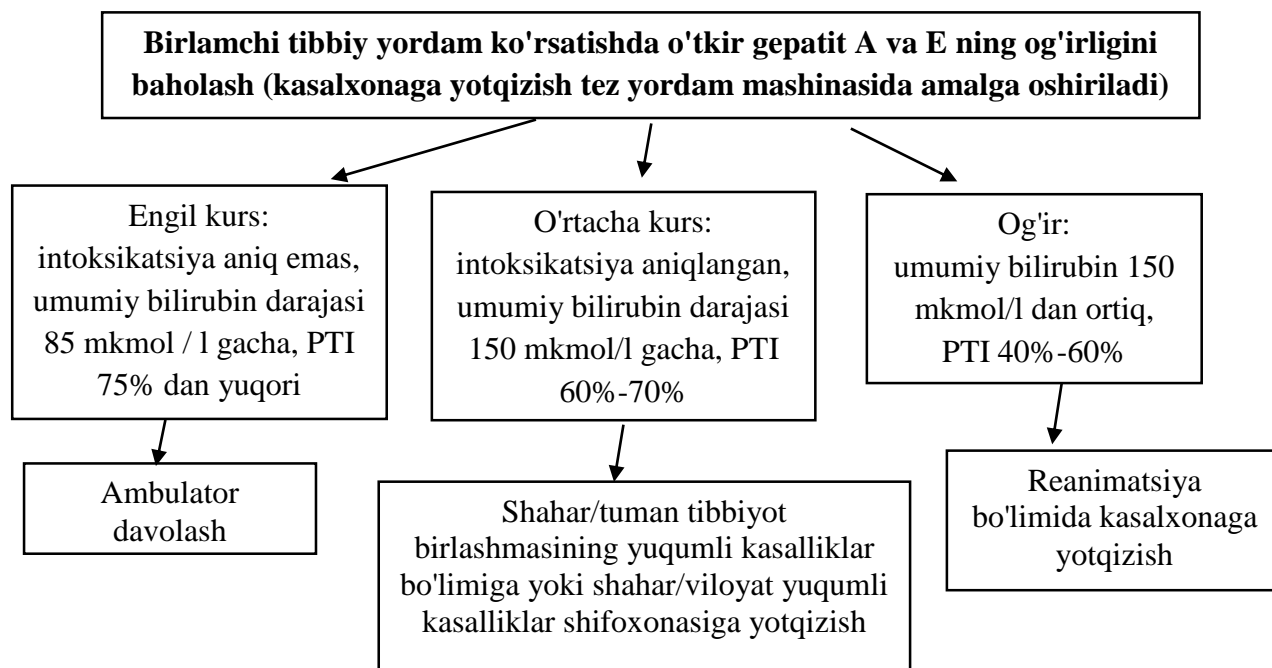 Birlamchi tibbiy yordam ko'rsatishda o'tkir gepatit A va E ning og'irligini
baholash (kasalxonaga yotqizish tez yordam mashinasida amalga oshiriladi)
Engil kurs:
intoksikatsiya aniq emas,
umumiy bilirubin darajasi
85 mkmol / l gacha, PTI
75% dan yuqori
O'rtacha kurs:
intoksikatsiya aniqlangan,
umumiy bilirubin darajasi
150 mkmol/l gacha, PTI
60%-70%
Og'ir:
umumiy bilirubin 150
mkmol/l dan ortiq,
PTI 40%-60%
Ambulator
davolash
Shahar/tuman tibbiyot
birlashmasining yuqumli kasalliklar
bo'limiga yoki shahar/viloyat yuqumli
kasalliklar shifoxonasiga yotqizish
Reanimatsiya
bo'limida kasalxonaga
yotqizish